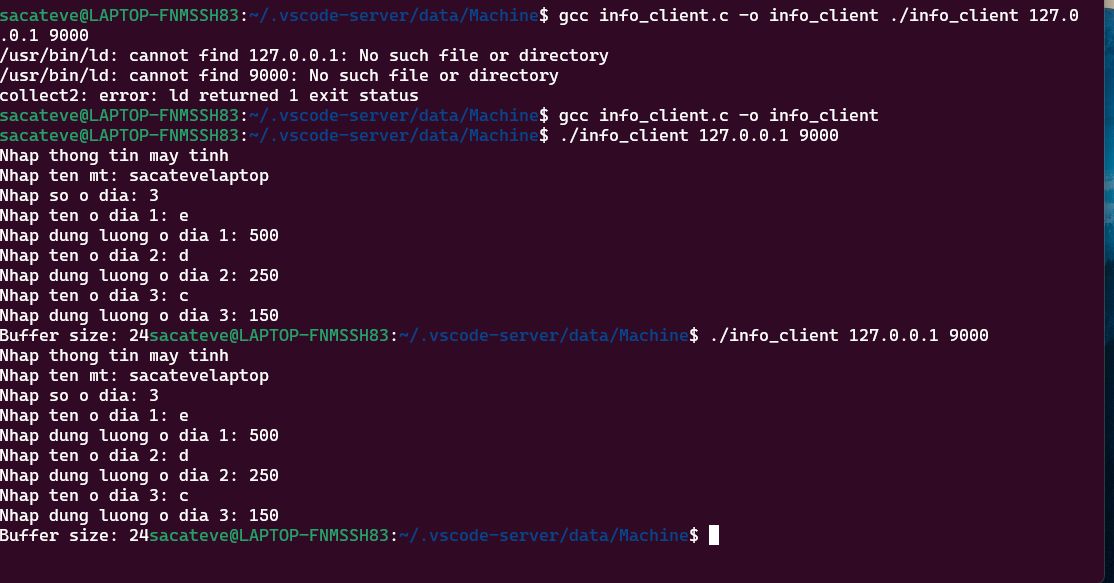 sacateve@LAPTOP-FNMSSH83:~/.vscode-server/data/Machine$ gcc info_client.c -o info_client ./info_client 127.0
.0.1 9000
/usr/bin/ld: cannot find 127.0.0.1: No such file or directory
/usr/bin/ld: cannot find 9000: No such file or directory
collect2: error: ld returned 1 exit status
sacateve@LAPTOP-FNMSSH83:~/.vscode-server/data/Machine$ gcc info_client.c -o info_client
sacateve@LAPTOP-FNMSSH83:~/.vscode-server/data/Machine$ ./info_client 127.0.0.1 9000
Nhap thong tin may tinh
Nhap ten mt: sacatevelaptop
Nhap so o dia: 3
Nhap ten o dia 1: e
Nhap dung luong o dia 1: 500
Nhap ten o dia 2: d
Nhap dung luong o dia 2: 250
Nhap ten o dia 3: c
Nhap dung luong o dia 3: 150
Buffer size: 24sacateve@LAPTOP-FNMSSH83:~/.vscode-server/data/Machine$ ./info_client 127.0.0.1 9000
Nhap thong tin may tinh
Nhap ten mt: sacatevelaptop
Nhap so o dia: 3
Nhap ten o dia 1: e
Nhap dung luong o dia 1: 500
Nhap ten o dia 2: d
Nhap dung luong o dia 2: 250
Nhap ten o dia 3: c
Nhap dung luong o dia 3: 150
Buffer size: 24sacateve@LAPTOP-FNMSSH83:~/.vscode-server/data/Machine$